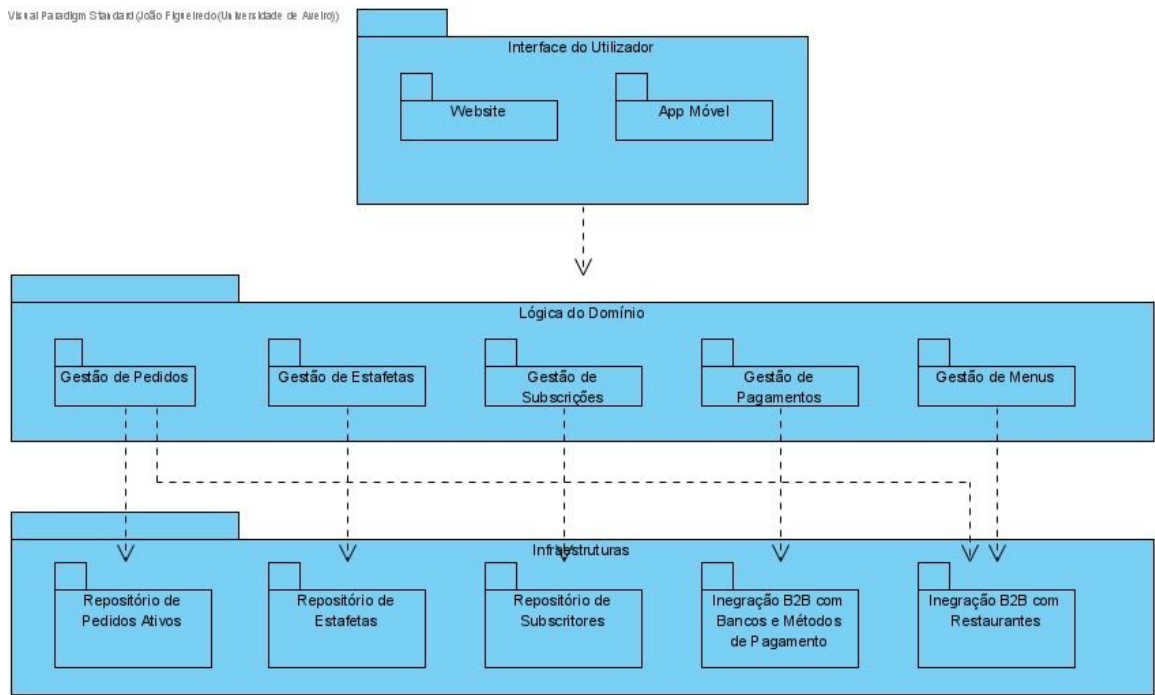 Visual Paradigm Standard(João Figueiredo(Universidade de Aveiro))
Interface do Utilizador
Website
App Móvel
Lógica do Domínio
Gestão de Pedidos
Gestão de Estafetas
Gestão de
Subscrições
Gestão de
Pagamentos
Gestão de Menus
Infraestruturas
Repositório de
Pedidos Ativos
Repositório de
Estafetas
Repositório de
Subscritores
Inegração B2B com
Bancos e Métodos
de Pagamento
Inegração B2B com
Restaurantes